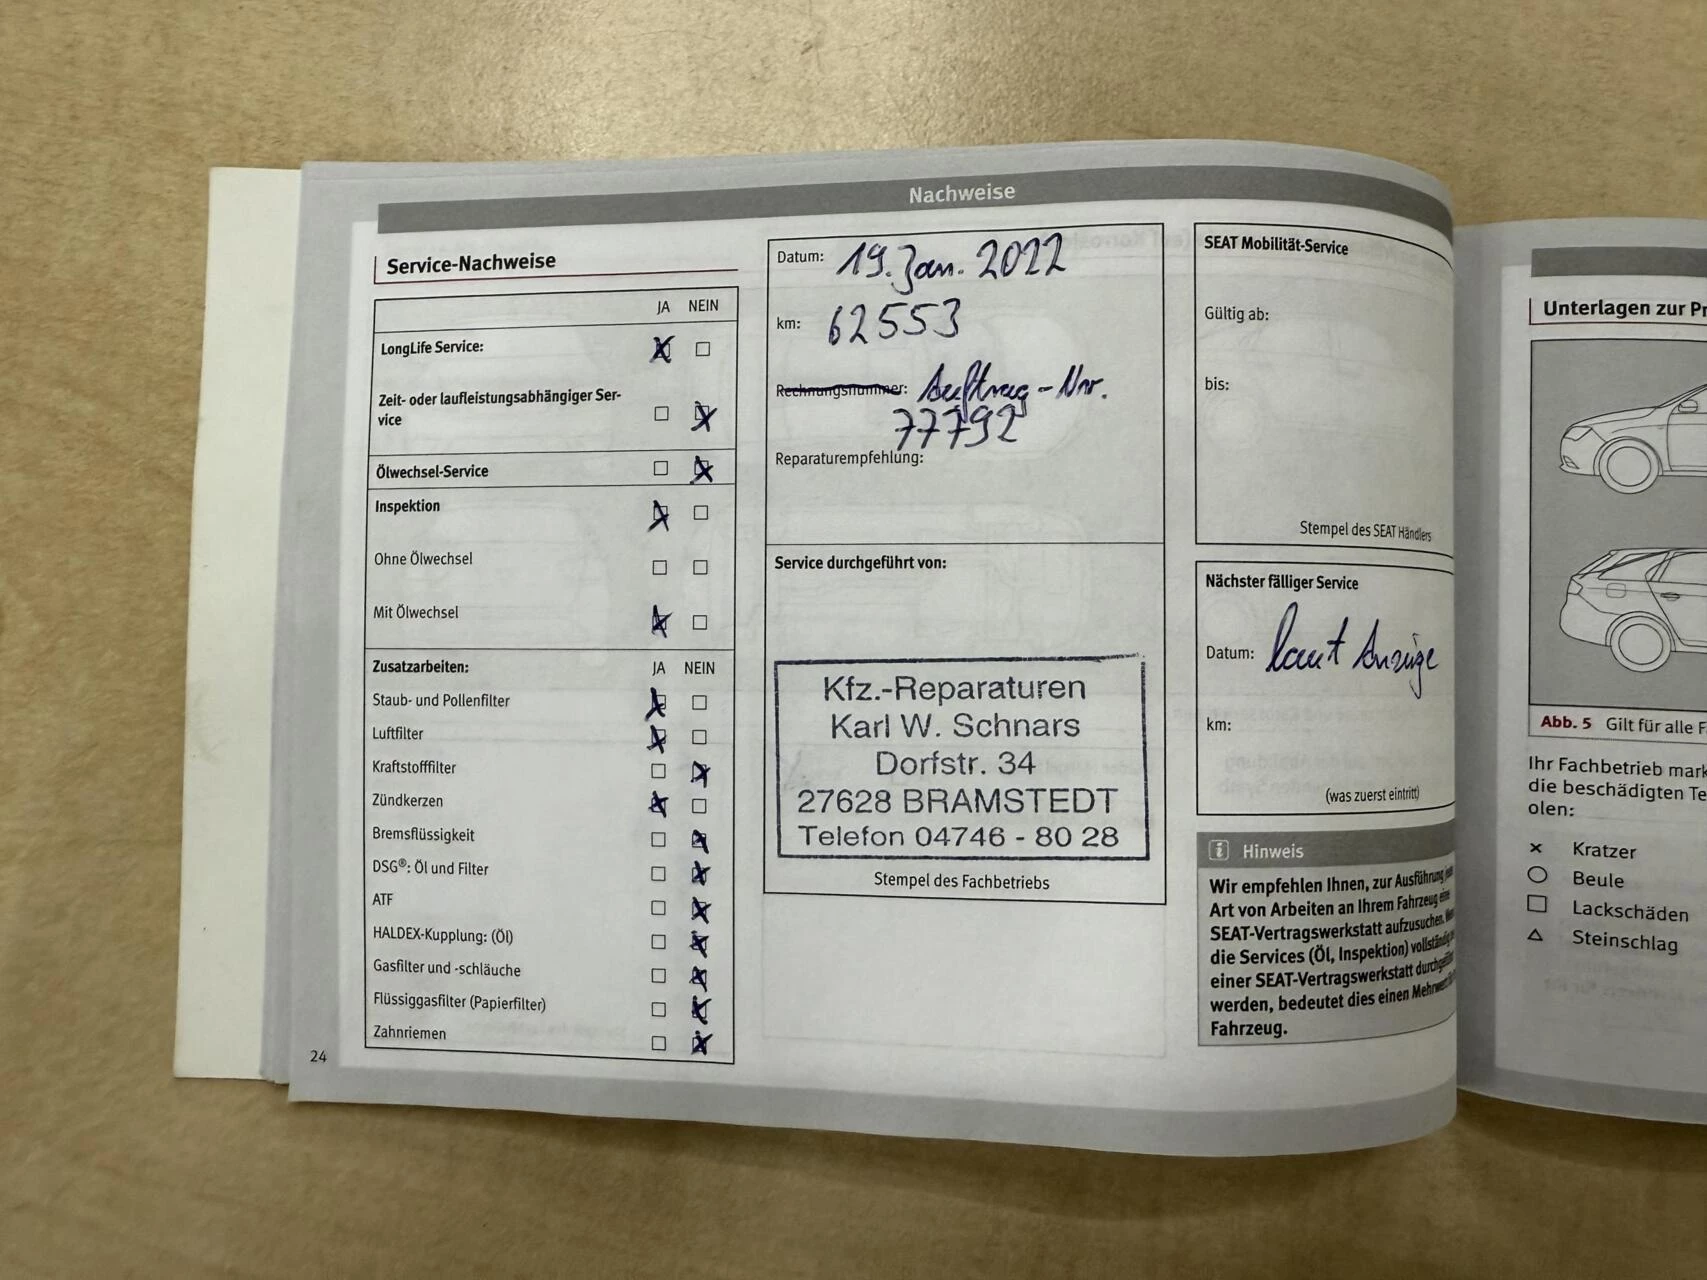 Nachweise
Service-Nachweise
JA NEIN
LongLife Service:
Zeit- oder laufleistungsabhängiger Ser-
vice
Ölwechsel-Service
Inspektion
Ohne Ölwechsel
Mit Ölwechsel
Zusatzarbeiten: JA NEIN
Staub- und Pollenfilter
Luftfilter
Kraftstofffilter
Zündkerzen
Bremsflüssigkeit
DSG®: Öl und Filter
ATF
HALDEX-Kupplung: (Öl)
Gasfilter und -schläuche
Flüssiggasfilter (Papierfilter)
Zahnriemen
24
Datum: 19. Jan. 2022
km: 62553
Rechnungsnummer: Auftrag-Nr.
77792
Reparaturempfehlung:
Service durchgeführt von:
Kfz.-Reparaturen
Karl W. Schnars
Dorfstr. 34
27628 BRAMSTEDT
Telefon 04746 - 80 28
Stempel des Fachbetriebs
SEAT Mobilität-Service
Gültig ab:
bis:
Stempel des SEAT Händlers
Nächster fälliger Service
Datum: laut Anzeige
km:
(was zuerst eintritt)
i Hinweis
Wir empfehlen Ihnen, zur Ausführung
Art von Arbeiten an Ihrem Fahrzeug eine
SEAT-Vertragswerkstatt aufzusuchen.
die Services (Öl, Inspektion) vollständig
einer SEAT-Vertragswerkstatt durchgeführt
werden, bedeutet dies einen Mehrwert
Fahrzeug.
Unterlagen zur Pr
Abb. 5 Gilt für alle F
Ihr Fachbetrieb mark
die beschädigten Te
olen:
Kratzer
Beule
Lackschäden
Steinschlag